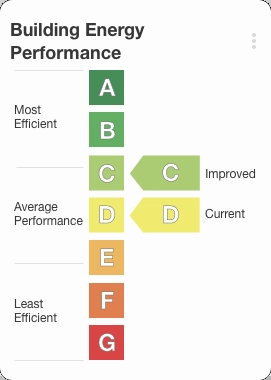 Building Energy
Performance
A
Most
Efficient
B
C
C
Improved
Average
Performance
D
D
Current
E
Least
Efficient
F
G